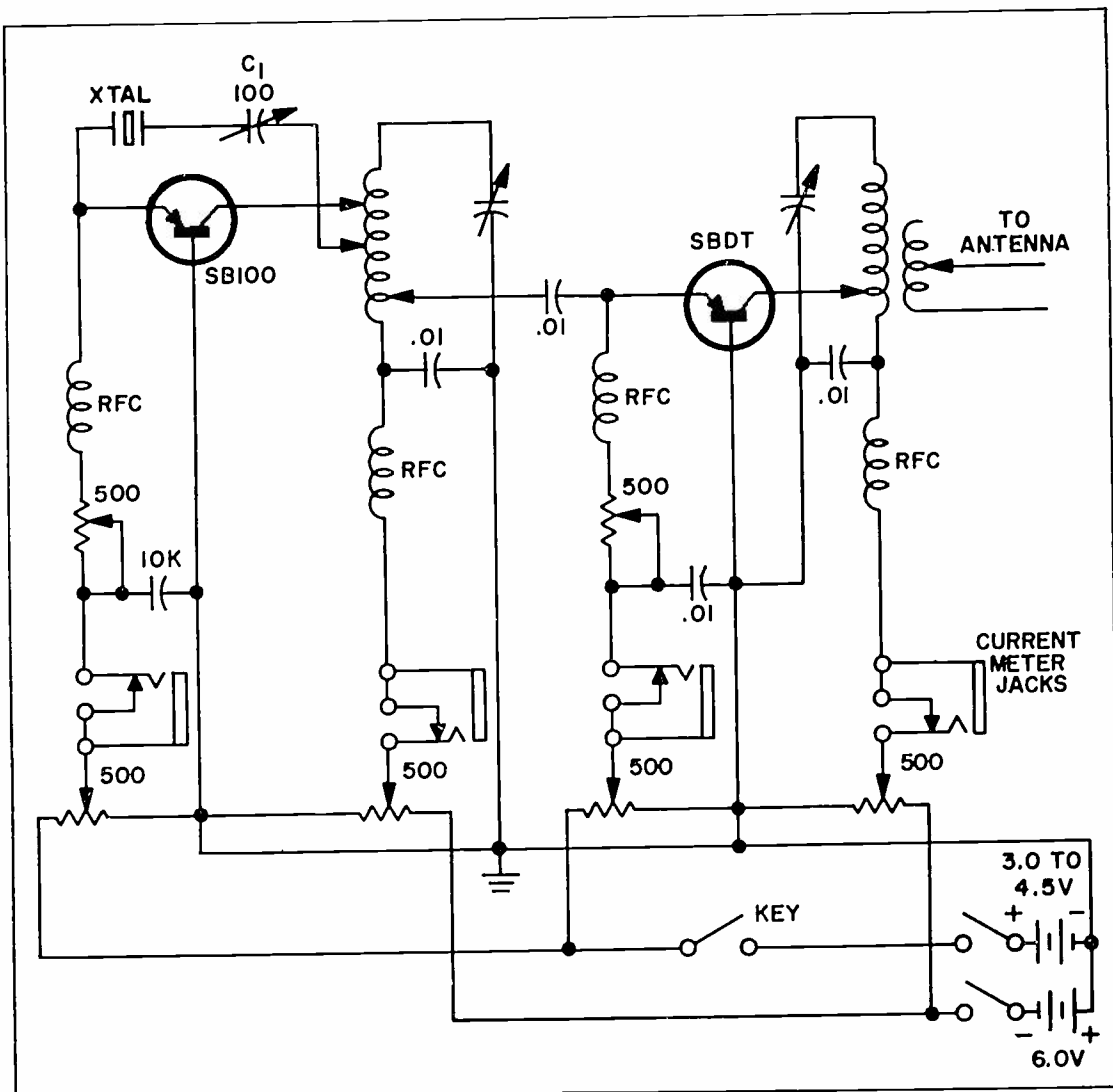 XTAL
C1
100
SB100
SBDT
TO
ANTENNA
.01
.01
.01
RFC
RFC
RFC
RFC
500
500
10K
.01
CURRENT
METER
JACKS
500
500
500
500
3.0 TO
4.5V
KEY
+
-
-
+
6.0V